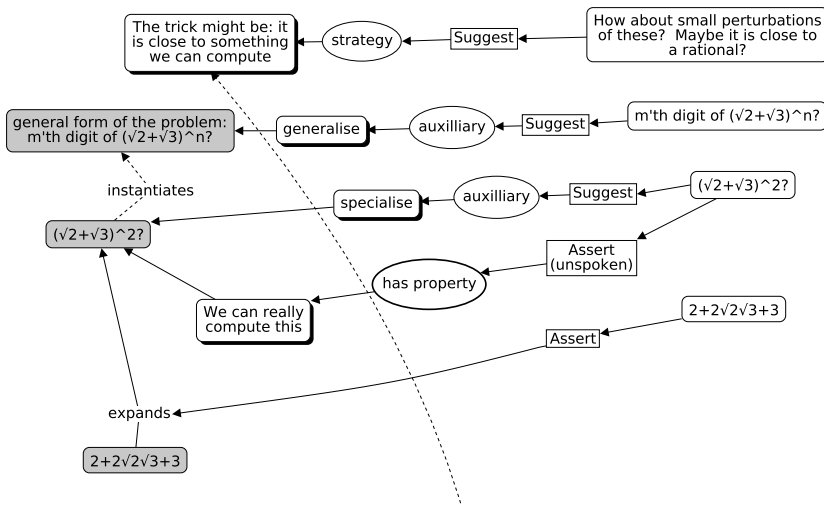 The trick might be: it
is close to something
we can compute
strategy
Suggest
How about small perturbations
of these?  Maybe it is close to
a rational?
general form of the problem:
m'th digit of (√2+√3)^n?
generalise
auxilliary
Suggest
m'th digit of (√2+√3)^n?
instantiates
specialise
auxilliary
Suggest
(√2+√3)^2?
(√2+√3)^2?
Assert
(unspoken)
has property
We can really
compute this
2+2√2√3+3
Assert
expands
2+2√2√3+3